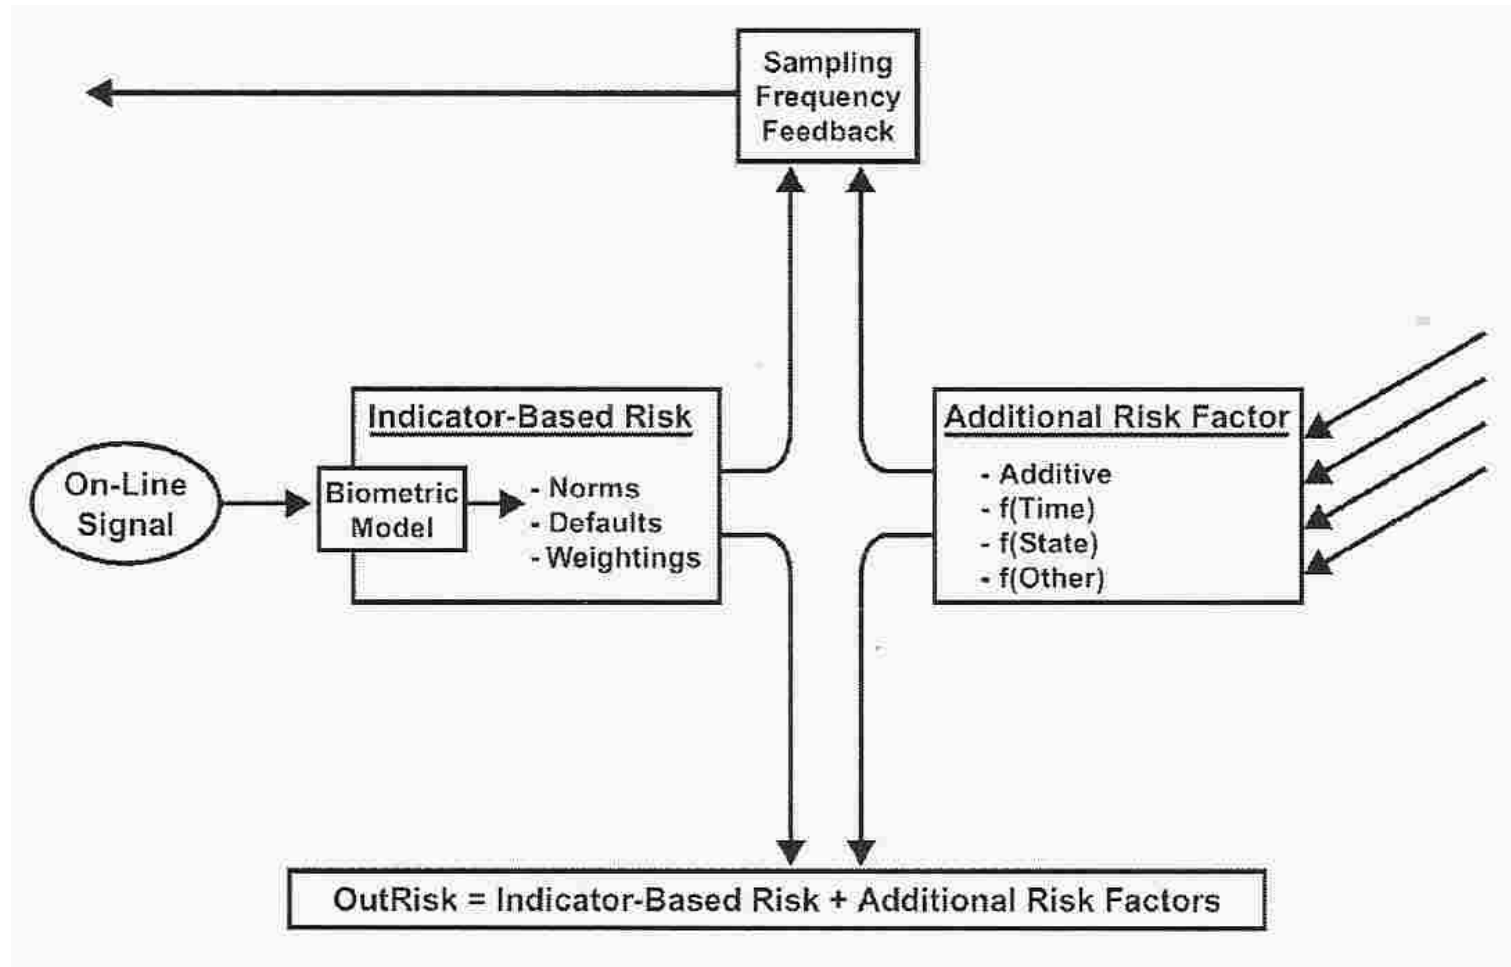 Sampling
Frequency
Feedback
Indicator-Based Risk
On-Line
Signal
Biometric
Model
- Norms
- Defaults
- Weightings
Additional Risk Factor
- Additive
- f(Time)
- f(State)
- f(Other)
OutRisk = Indicator-Based Risk + Additional Risk Factors